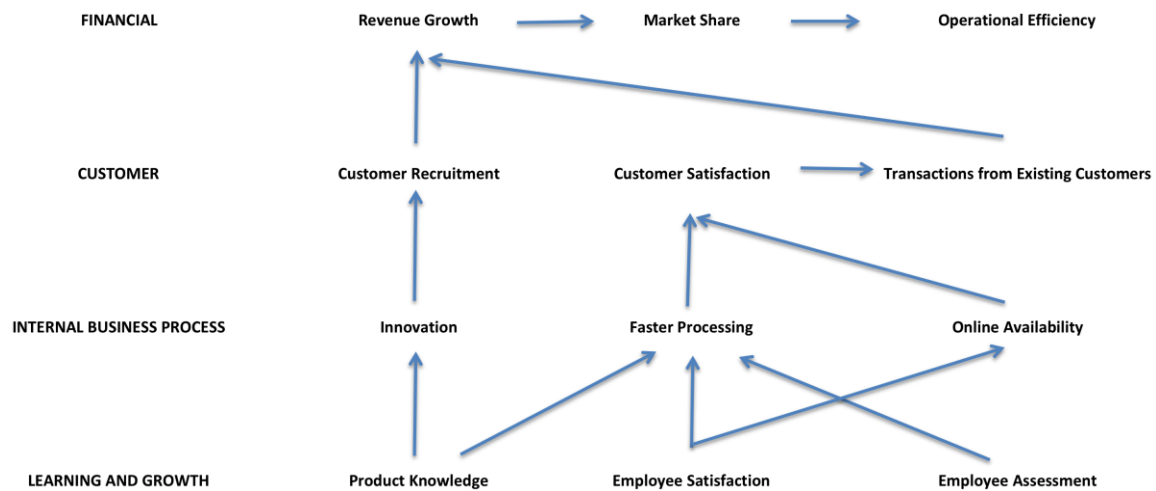 FINANCIAL Revenue Growth Market Share Operational Efficiency
CUSTOMER Customer Recruitment Customer Satisfaction Transactions from Existing Customers
INTERNAL BUSINESS PROCESS Innovation Faster Processing Online Availability
LEARNING AND GROWTH Product Knowledge Employee Satisfaction Employee Assessment